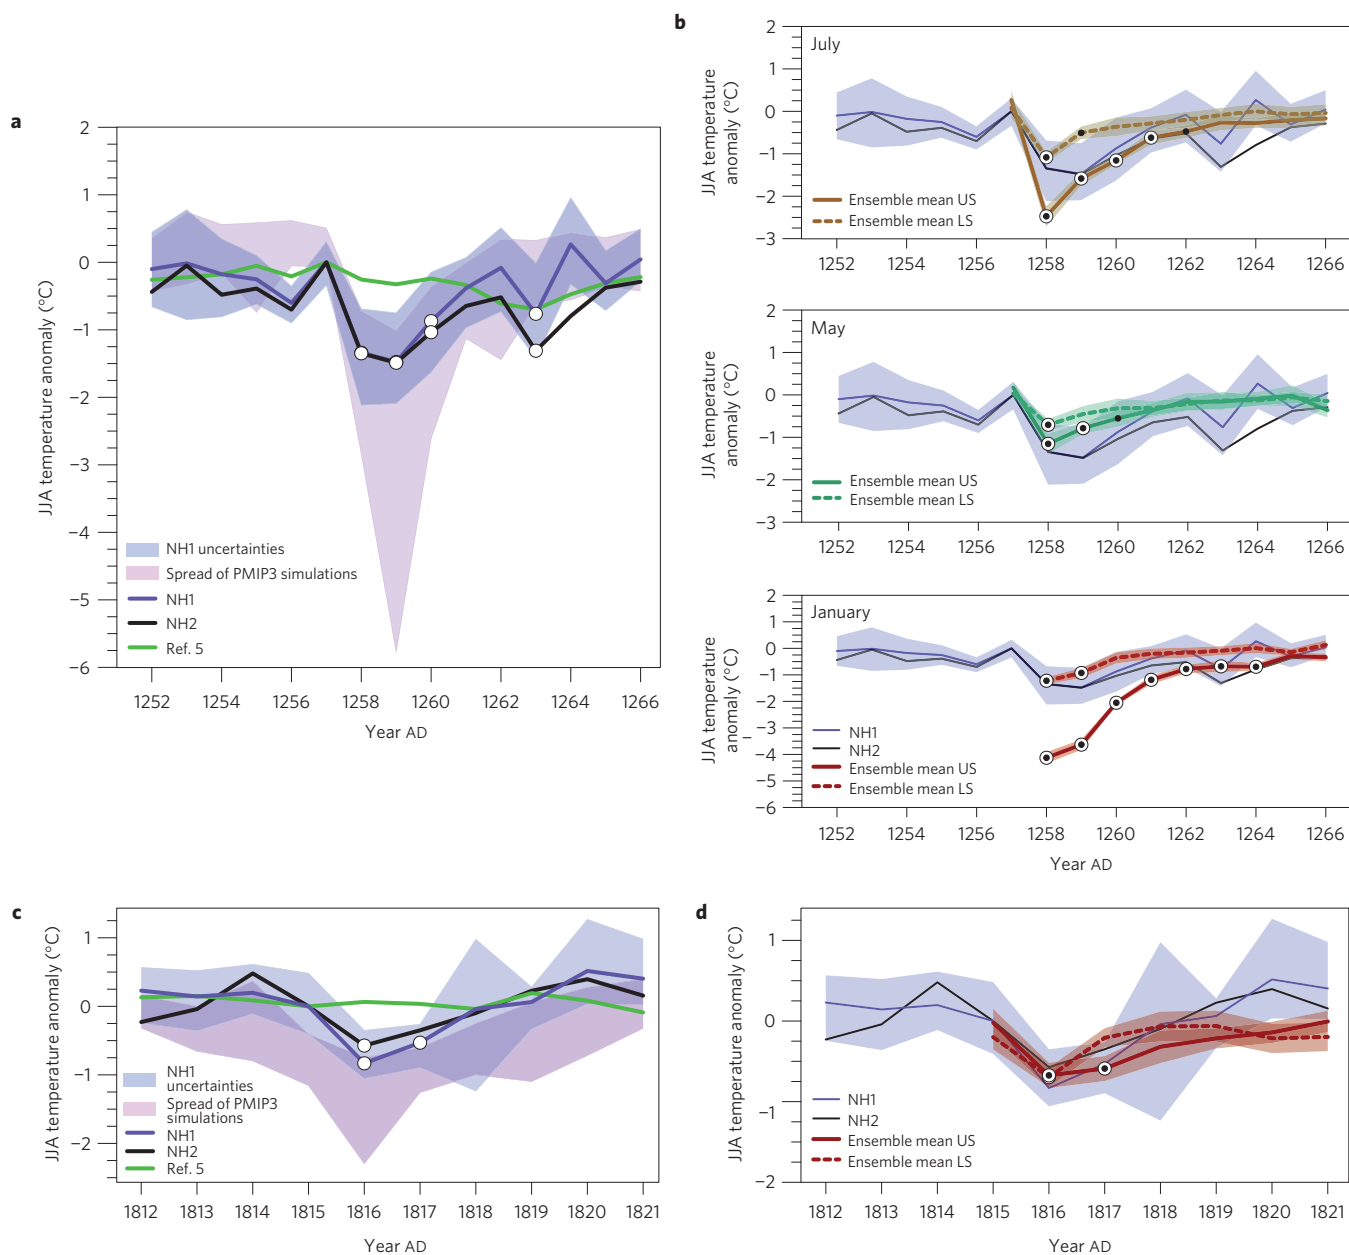 a
JJA temperature anomaly (°C)
2
1
0
−1
−2
−3
−4
−5
−6
NH1 uncertainties
Spread of PMIP3 simulations
NH1
NH2
Ref. 5
1252 1254 1256 1258 1260 1262 1264 1266
Year AD
b
JJA temperature
anomaly (°C)
2
1
0
−1
−2
−3
July
Ensemble mean US
Ensemble mean LS
1252 1254 1256 1258 1260 1262 1264 1266
JJA temperature
anomaly (°C)
2
1
0
−1
−2
−3
May
Ensemble mean US
Ensemble mean LS
1252 1254 1256 1258 1260 1262 1264 1266
JJA temperature
anomaly (°C)
2
1
0
−1
−2
−3
−4
−5
−6
January
NH1
NH2
Ensemble mean US
Ensemble mean LS
1252 1254 1256 1258 1260 1262 1264 1266
Year AD
c
JJA temperature anomaly (°C)
1
0
−1
−2
NH1
uncertainties
Spread of PMIP3
simulations
NH1
NH2
Ref. 5
1812 1813 1814 1815 1816 1817 1818 1819 1820 1821
Year AD
d
JJA temperature anomaly (°C)
1
0
−1
−2
NH1
NH2
Ensemble mean US
Ensemble mean LS
1812 1813 1814 1815 1816 1817 1818 1819 1820 1821
Year AD